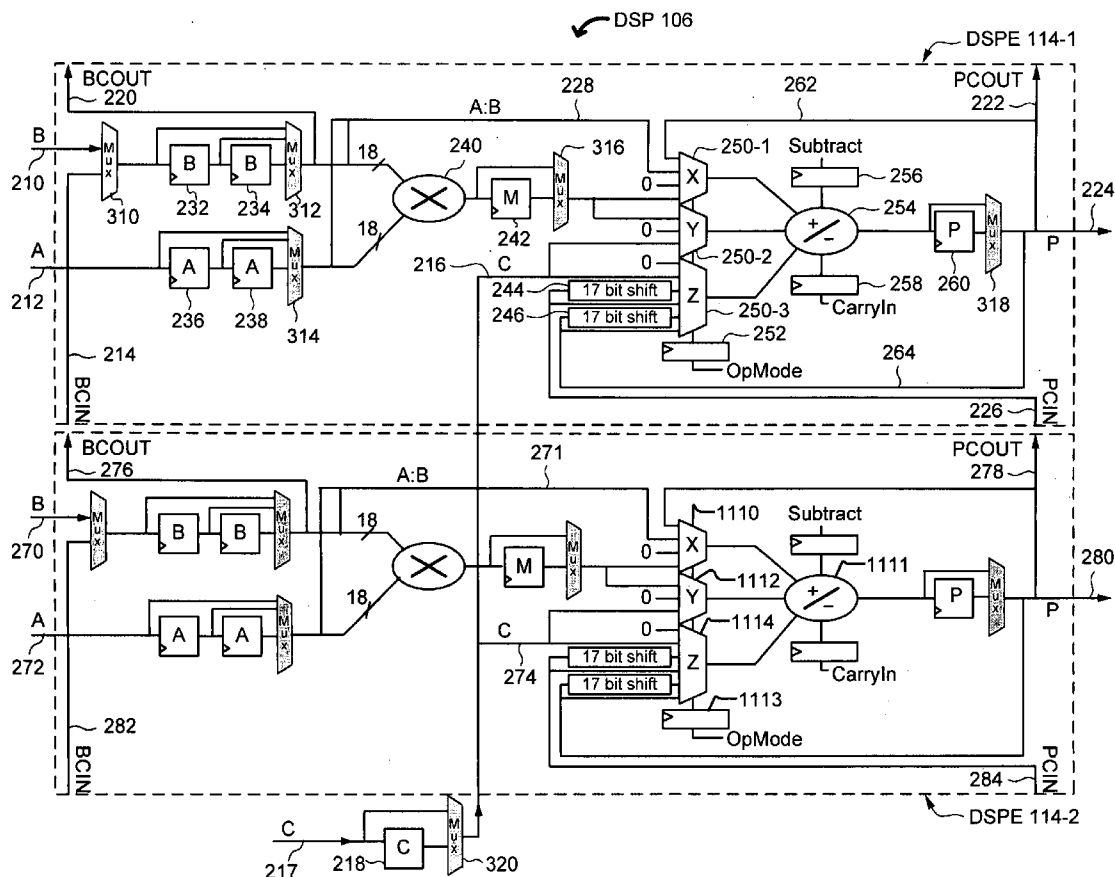 DSP 106
DSPE 114-1
BCOUT
220
228
262
PCOUT
222
A:B
B
210
Mux
310
B
232
B
234
Mux
312
18
240
M
242
Mux
316
0
X
250-1
Subtract
256
254
+
−
224
P
A
212
A
236
A
238
Mux
314
18
216
C
0
Y
250-2
0
244
17 bit shift
246
17 bit shift
Z
250-3
252
OpMode
258
CarryIn
P
260
Mux
318
264
214
BCIN
226
PCIN
BCOUT
276
271
PCOUT
278
A:B
B
270
Mux
B
B
Mux
18
M
Mux
0
X
1110
Subtract
1111
+
−
280
P
A
272
A
A
Mux
18
C
274
0
Y
1112
0
1114
17 bit shift
17 bit shift
Z
1113
OpMode
CarryIn
P
Mux
282
BCIN
284
PCIN
DSPE 114-2
C
217
218
C
Mux
320